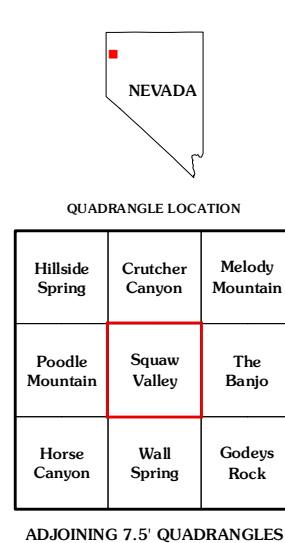 NEVADA
QUADRANGLE LOCATION
Hillside
Spring
Crutcher
Canyon
Melody
Mountain
Poodle
Mountain
Squaw
Valley
The
Banjo
Horse
Canyon
Wall
Spring
Godeys
Rock
ADJOINING 7.5' QUADRANGLES